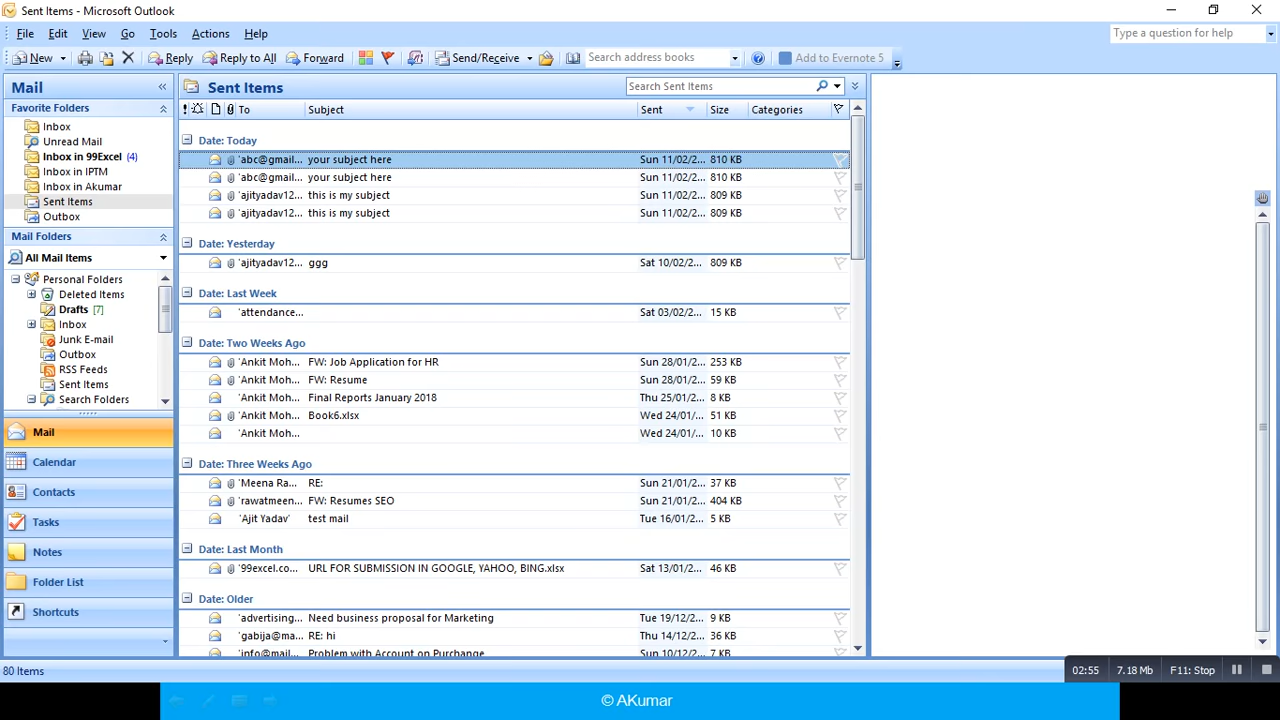 Sent Items - Microsoft Outlook
File Edit View Go Tools Actions Help
Type a question for help
New Reply Reply to All Forward Send/Receive Search address books Add to Evernote 5
Mail
Favorite Folders
Inbox
Unread Mail
Inbox in 99Excel (4)
Inbox in IPTM
Inbox in Akumar
Sent Items
Outbox
Mail Folders
All Mail Items
Personal Folders
Deleted Items
Drafts [7]
Inbox
Junk E-mail
Outbox
RSS Feeds
Sent Items
Search Folders
Mail
Calendar
Contacts
Tasks
Notes
Folder List
Shortcuts
Sent Items
Search Sent Items
To Subject Sent Size Categories
Date: Today
'abc@gmail... your subject here Sun 11/02/2... 810 KB
'abc@gmail... your subject here Sun 11/02/2... 810 KB
'ajityadav12... this is my subject Sun 11/02/2... 809 KB
'ajityadav12... this is my subject Sun 11/02/2... 809 KB
Date: Yesterday
'ajityadav12... ggg Sat 10/02/2... 809 KB
Date: Last Week
'attendance... Sat 03/02/2... 15 KB
Date: Two Weeks Ago
'Ankit Moh... FW: Job Application for HR Sun 28/01/2... 253 KB
'Ankit Moh... FW: Resume Sun 28/01/2... 59 KB
'Ankit Moh... Final Reports January 2018 Thu 25/01/2... 8 KB
'Ankit Moh... Book6.xlsx Wed 24/01/... 51 KB
'Ankit Moh... Wed 24/01/... 10 KB
Date: Three Weeks Ago
'Meena Ra... RE: Sun 21/01/2... 37 KB
'rawatmeen... FW: Resumes SEO Sun 21/01/2... 404 KB
'Ajit Yadav' test mail Tue 16/01/2... 5 KB
Date: Last Month
'99excel.co... URL FOR SUBMISSION IN GOOGLE, YAHOO, BING.xlsx Sat 13/01/2... 46 KB
Date: Older
'advertising... Need business proposal for Marketing Tue 19/12/... 9 KB
'gabija@ma... RE: hi Thu 14/12/... 36 KB
'info@mail... Problem with Account on Purchange Sun 10/12/... 7 KB
80 Items
02:55 7.18 Mb F11: Stop
© AKumar